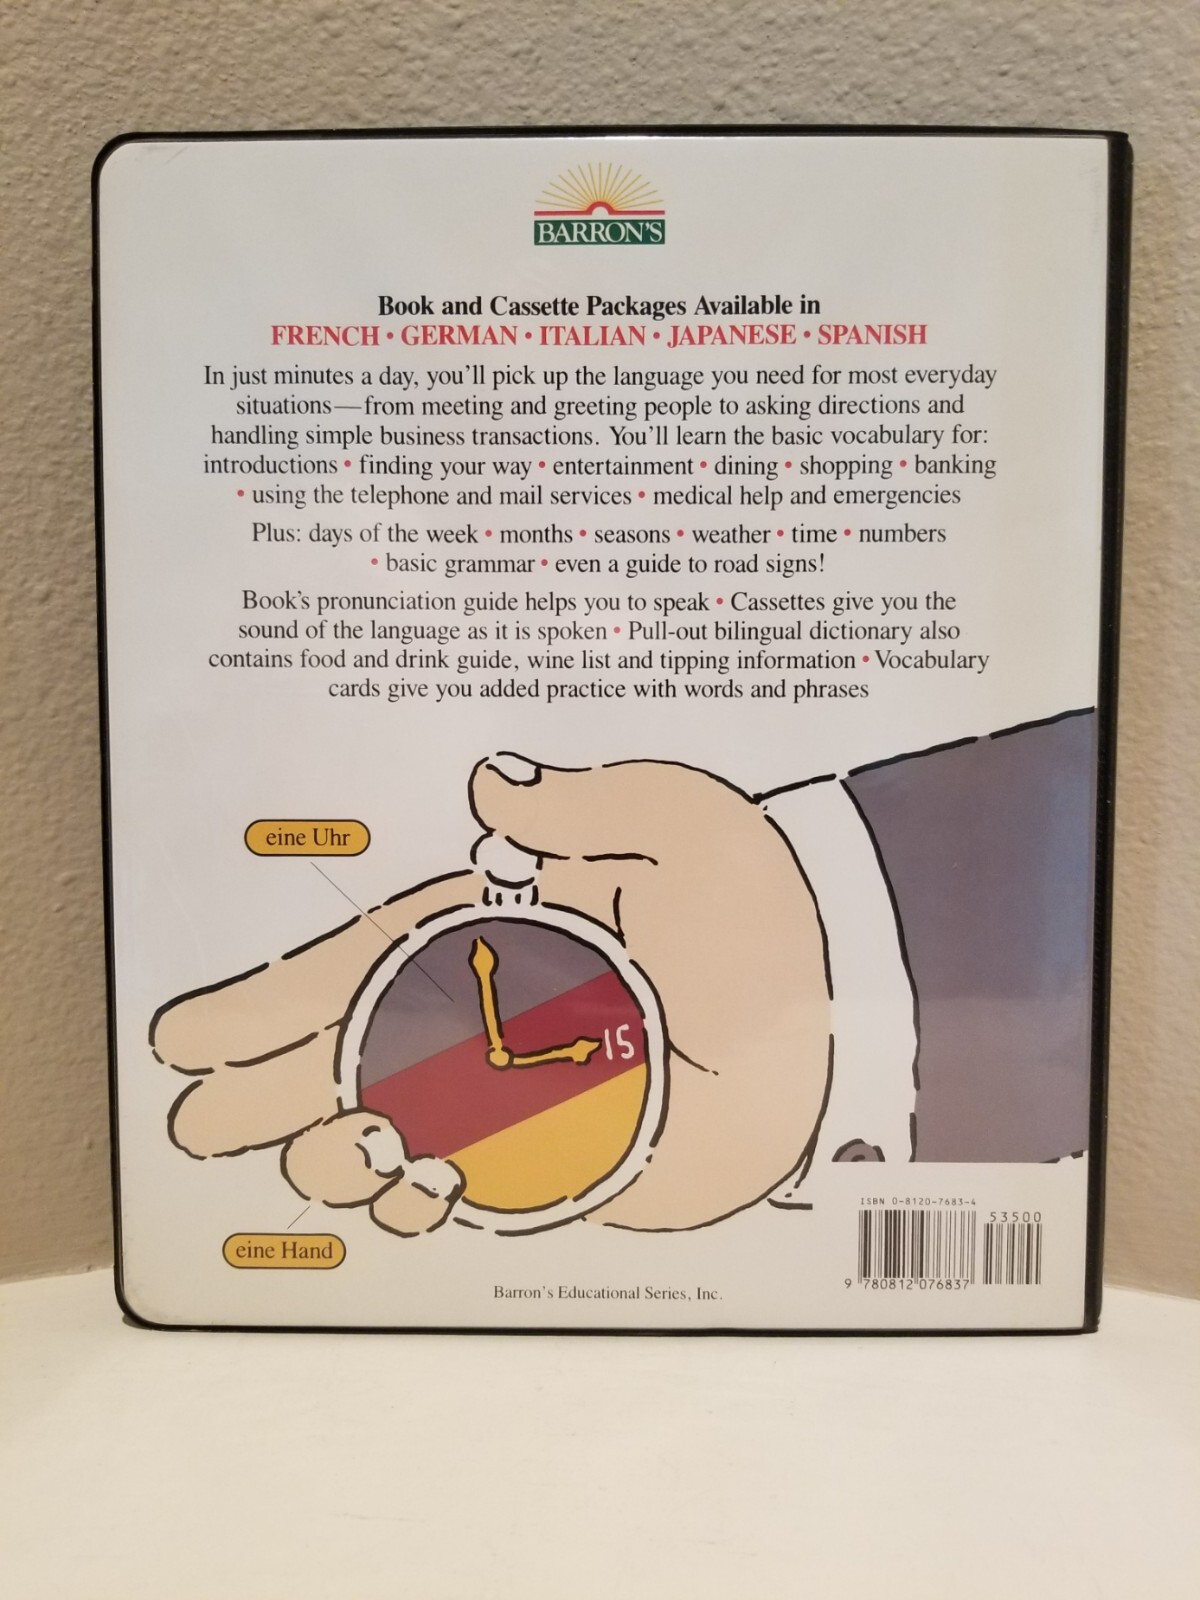 BARRON'S
Book and Cassette Packages Available in
FRENCH • GERMAN • ITALIAN • JAPANESE • SPANISH
In just minutes a day, you'll pick up the language you need for most everyday
situations—from meeting and greeting people to asking directions and
handling simple business transactions. You'll learn the basic vocabulary for:
introductions • finding your way • entertainment • dining • shopping • banking
• using the telephone and mail services • medical help and emergencies
Plus: days of the week • months • seasons • weather • time • numbers
• basic grammar • even a guide to road signs!
Book's pronunciation guide helps you to speak • Cassettes give you the
sound of the language as it is spoken • Pull-out bilingual dictionary also
contains food and drink guide, wine list and tipping information • Vocabulary
cards give you added practice with words and phrases
eine Uhr
15
eine Hand
ISBN 0-8120-7683-4
53500
9 780812 076837
Barron's Educational Series, Inc.